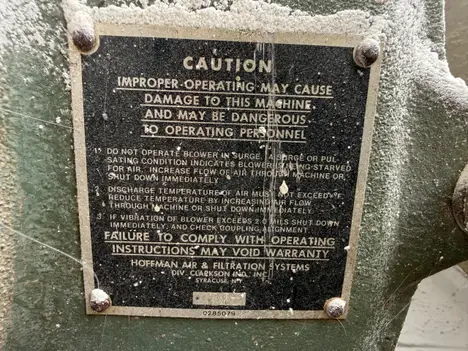 CAUTION
IMPROPER OPERATING MAY CAUSE
DAMAGE TO THIS MACHINE
AND MAY BE DANGEROUS
TO OPERATING PERSONNEL
1. DO NOT OPERATE BLOWER IN SURGE. A SURGE OR PUL
SATING CONDITION INDICATES BLOWER IS BEING STARVED
FOR AIR. INCREASE FLOW OF AIR THROUGH MACHINE OR
SHUT DOWN IMMEDIATELY
2. DISCHARGE TEMPERATURE OF AIR MUST NOT EXCEED
REDUCE TEMPERATURE BY INCREASING AIR FLOW
THROUGH MACHINE OR SHUT DOWN IMMEDIATELY
3. IF VIBRATION OF BLOWER EXCEEDS 2.0 MILS SHUT DOWN
IMMEDIATELY, AND CHECK COUPLING ALIGNMENT
FAILURE TO COMPLY WITH OPERATING
INSTRUCTIONS MAY VOID WARRANTY
HOFFMAN AIR & FILTRATION SYSTEMS
DIV. CLARKSON IND. INC.
SYRACUSE, N.Y.
0285079